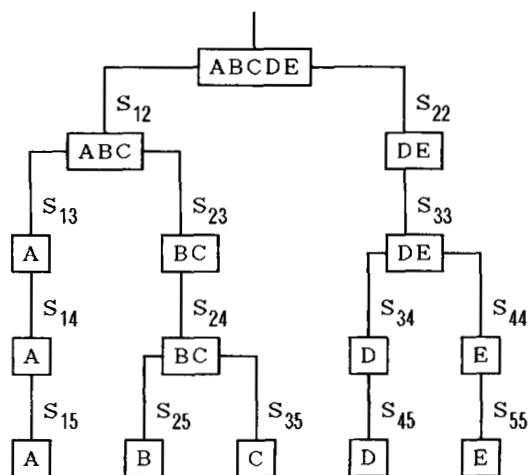 ABCDE
S12 S22
ABC DE
S13 S23 S33
A BC DE
S14 S24 S34 S44
A BC D E
S15 S25 S35 S45 S55
A B C D E